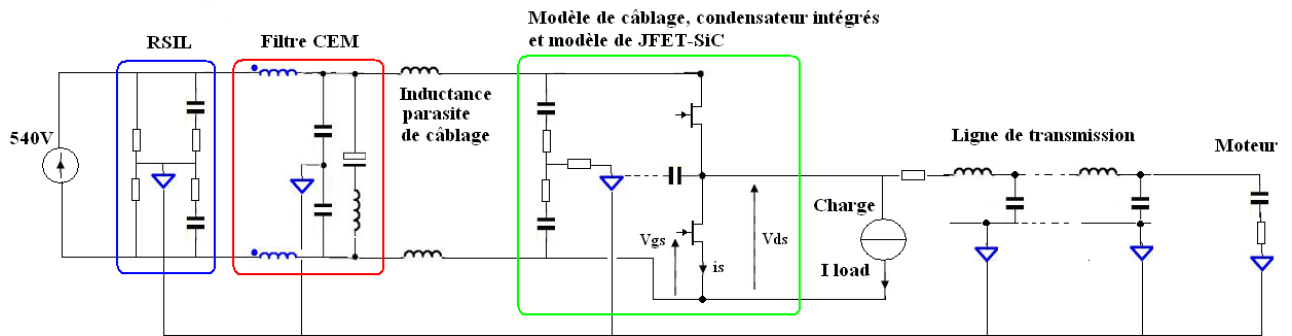 Modèle de câblage, condensateur intégrés
et modèle de JFET-SiC
RSIL
Filtre CEM
Inductance
parasite
de câblage
540V
Ligne de transmission
Moteur
Charge
Vgs
Vds
is
I load